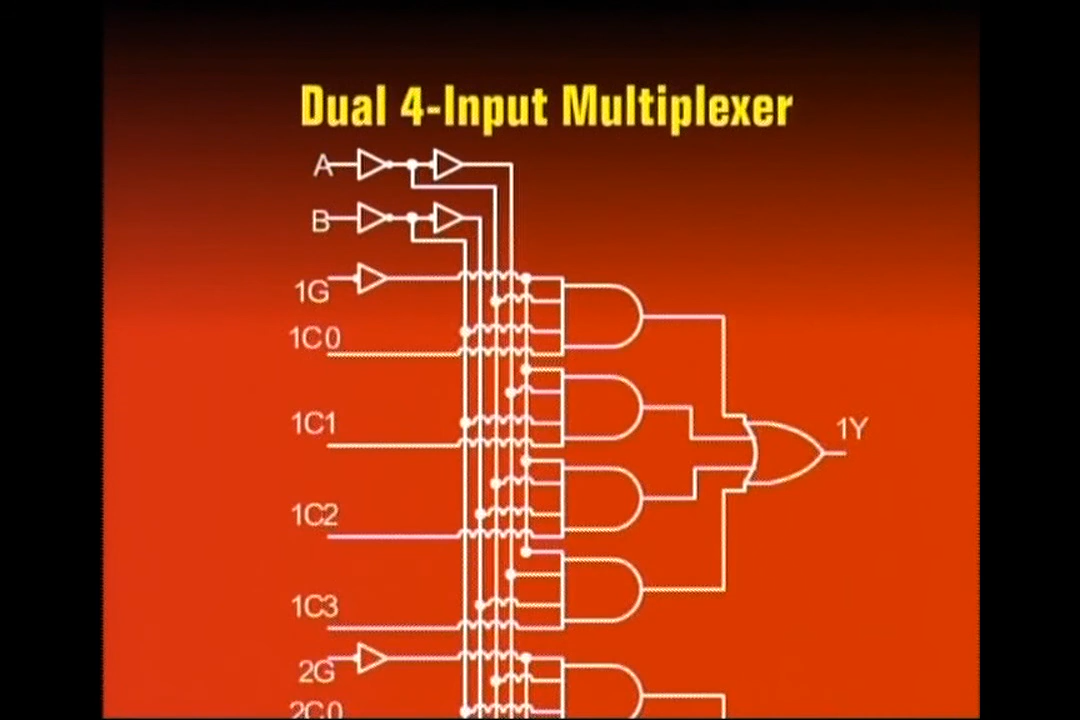 Dual 4-Input Multiplexer
A
B
1G
1C0
1C1
1Y
1C2
1C3
2G
2C0